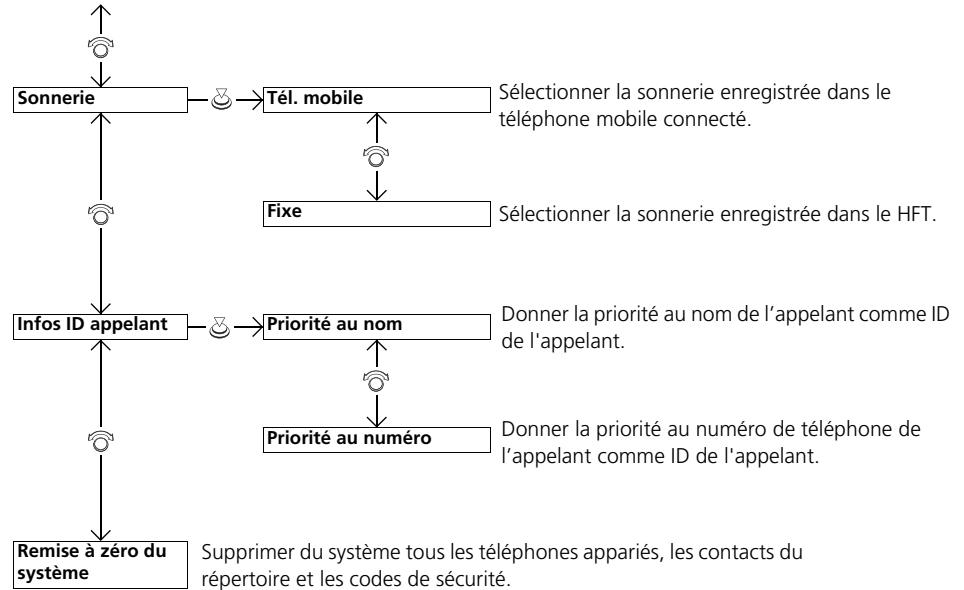 Sonnerie
Tél. mobile
Sélectionner la sonnerie enregistrée dans le
téléphone mobile connecté.
Fixe
Sélectionner la sonnerie enregistrée dans le HFT.
Infos ID appelant
Priorité au nom
Donner la priorité au nom de l’appelant comme ID
de l'appelant.
Priorité au numéro
Donner la priorité au numéro de téléphone de
l’appelant comme ID de l'appelant.
Remise à zéro du
système
Supprimer du système tous les téléphones appariés, les contacts du
répertoire et les codes de sécurité.